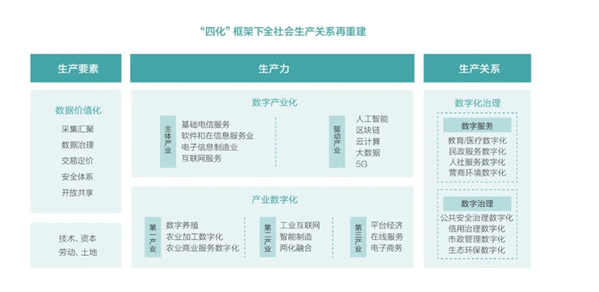 “四化”框架下全社会生产关系再重建
生产要素
数据价值化
采集汇聚
数据治理
交易定价
安全体系
开放共享
技术、资本
劳动、土地
生产力
数字产业化
主体产业
基础电信服务
软件和在信息服务业
电子信息制造业
互联网服务
驱动产业
人工智能
区块链
云计算
大数据
5G
产业数字化
第一产业
数字养殖
农业加工数字化
农业商业服务数字化
第二产业
工业互联网
智能制造
两化融合
第三产业
平台经济
在线服务
电子商务
生产关系
数字化治理
数字服务
教育/医疗数字化
民政服务数字化
人社服务数字化
营商环境数字化
数字治理
公共安全治理数字化
信用治理数字化
市政管理数字化
生态环保数字化